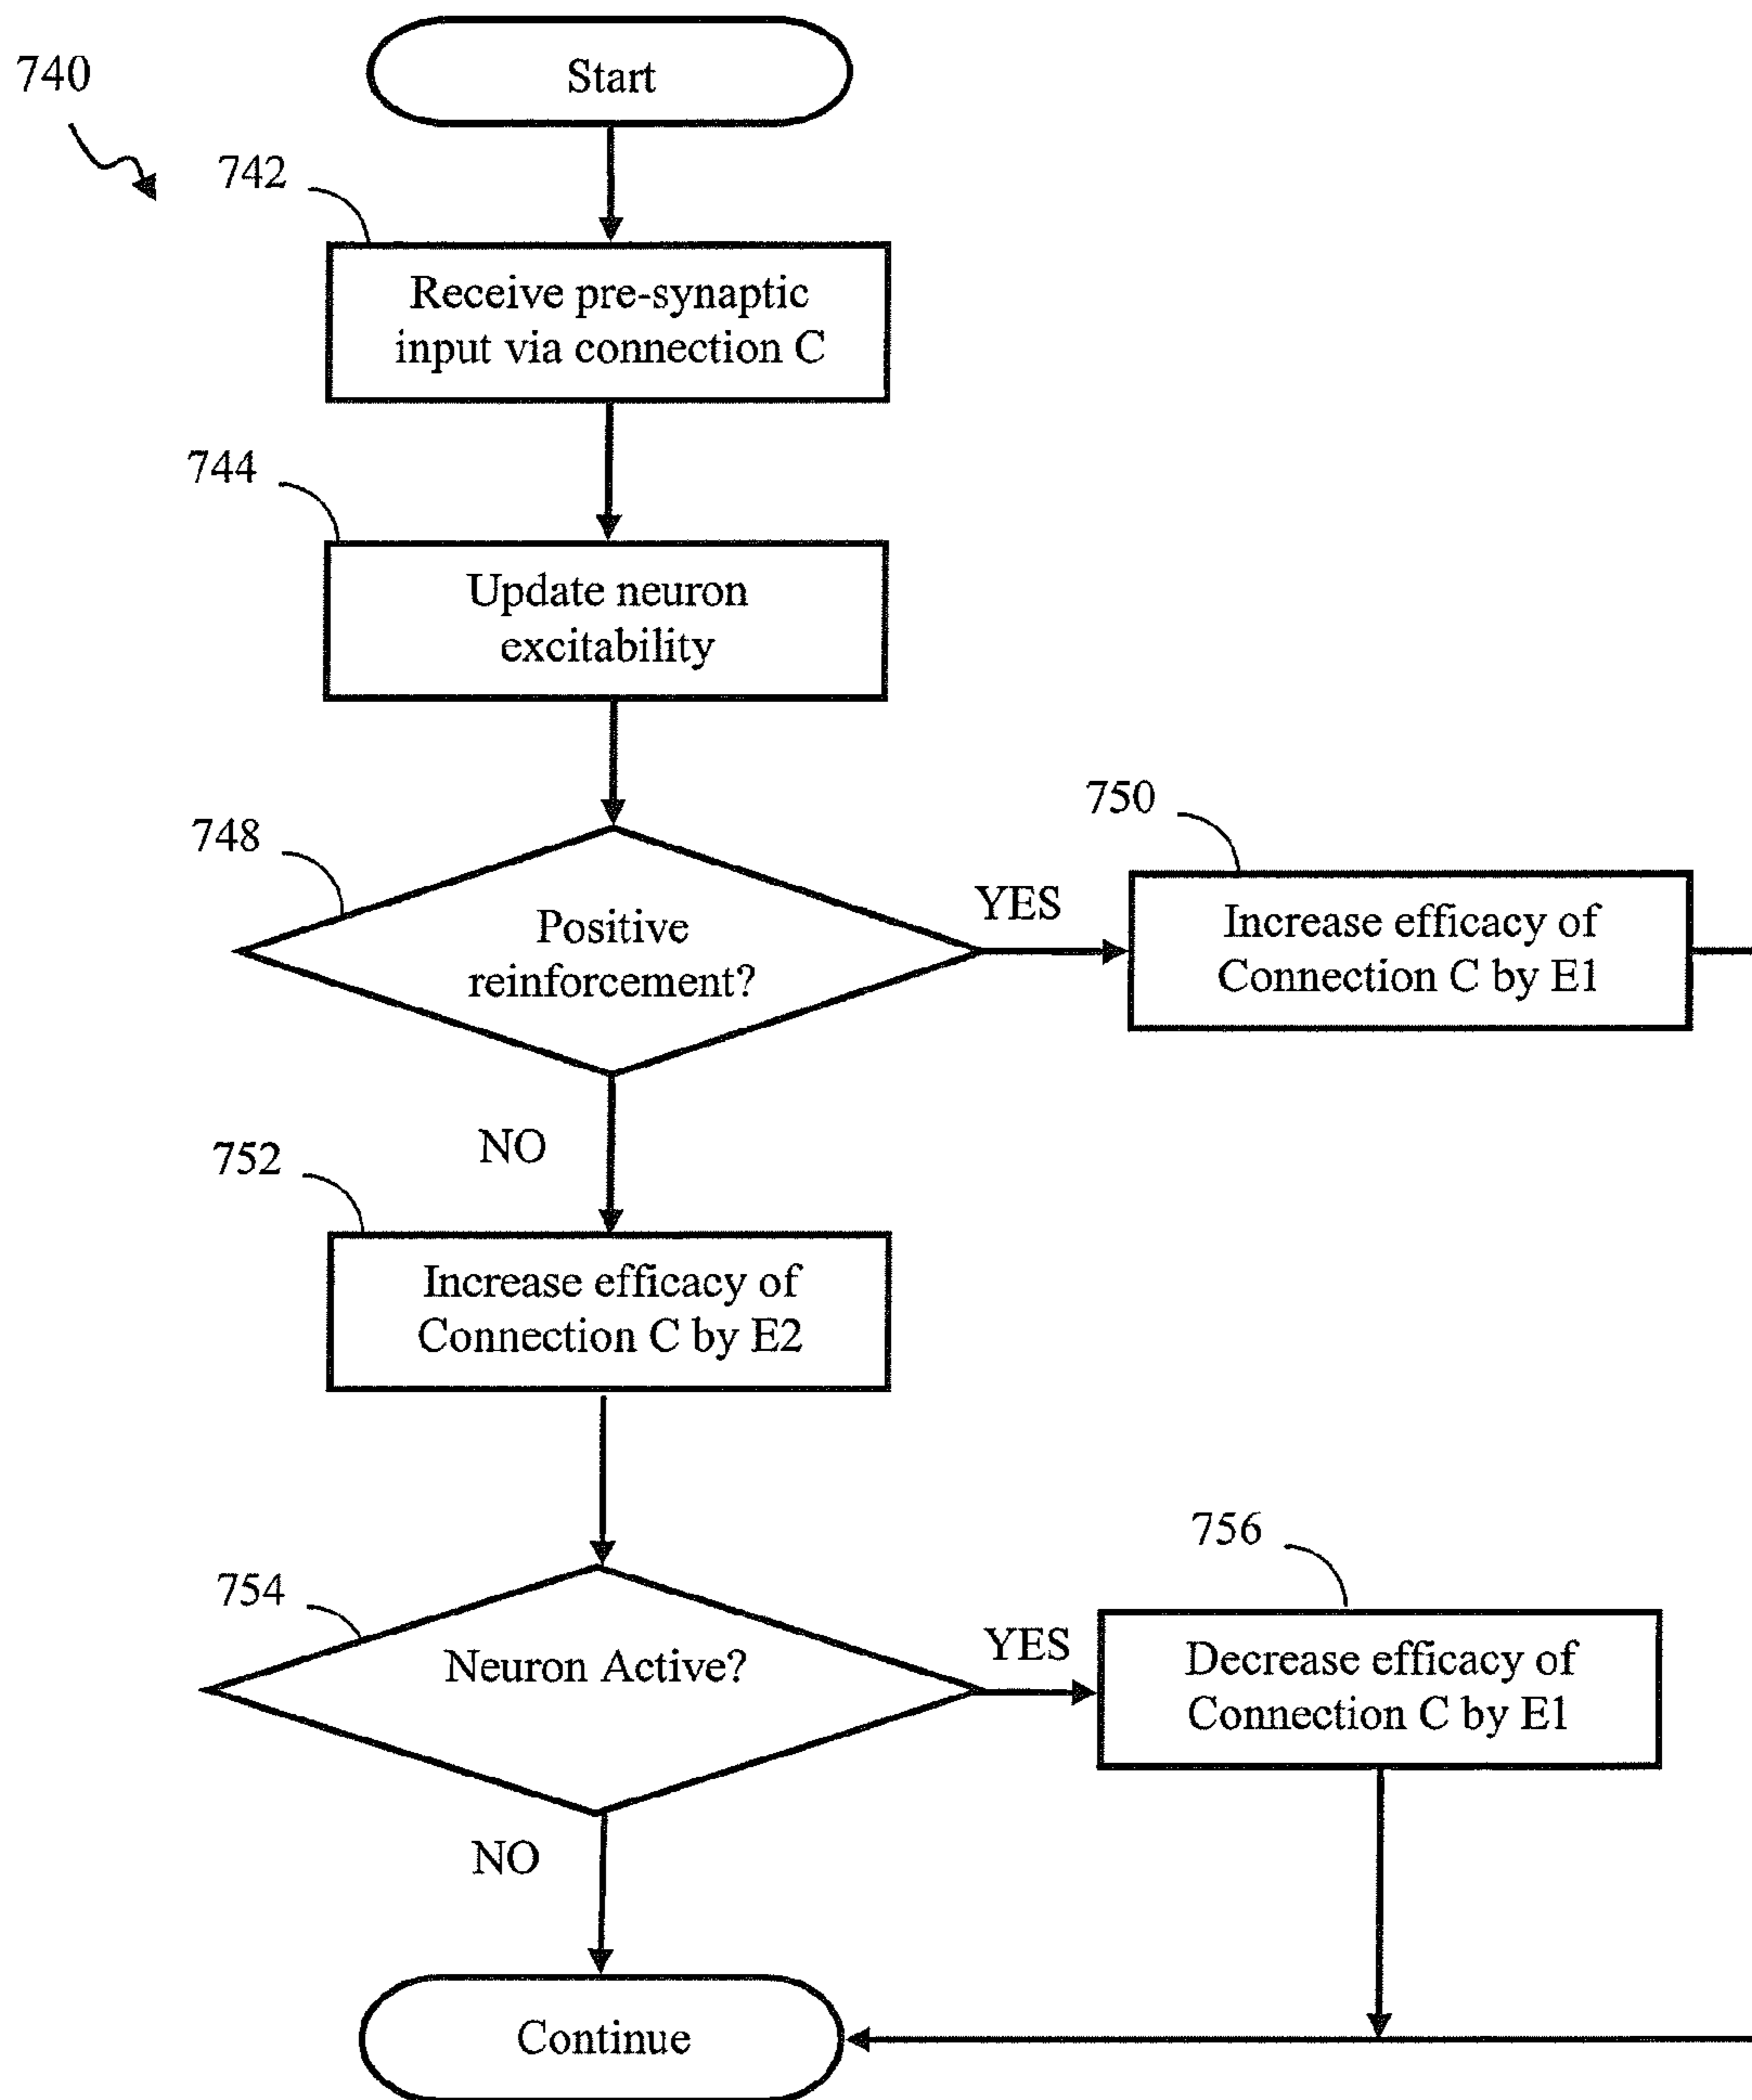 740
Start
742
Receive pre-synaptic
input via connection C
744
Update neuron
excitability
748
Positive
reinforcement?
YES
750
Increase efficacy of
Connection C by E1
NO
752
Increase efficacy of
Connection C by E2
754
Neuron Active?
YES
756
Decrease efficacy of
Connection C by E1
NO
Continue